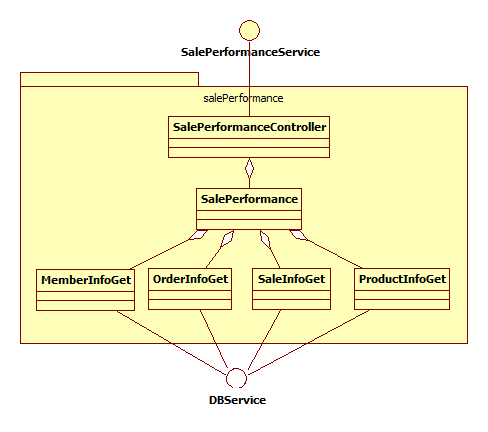 SalePerformanceService
salePerformance
SalePerformanceController
SalePerformance
MemberInfoGet
OrderInfoGet
SaleInfoGet
ProductInfoGet
DBService